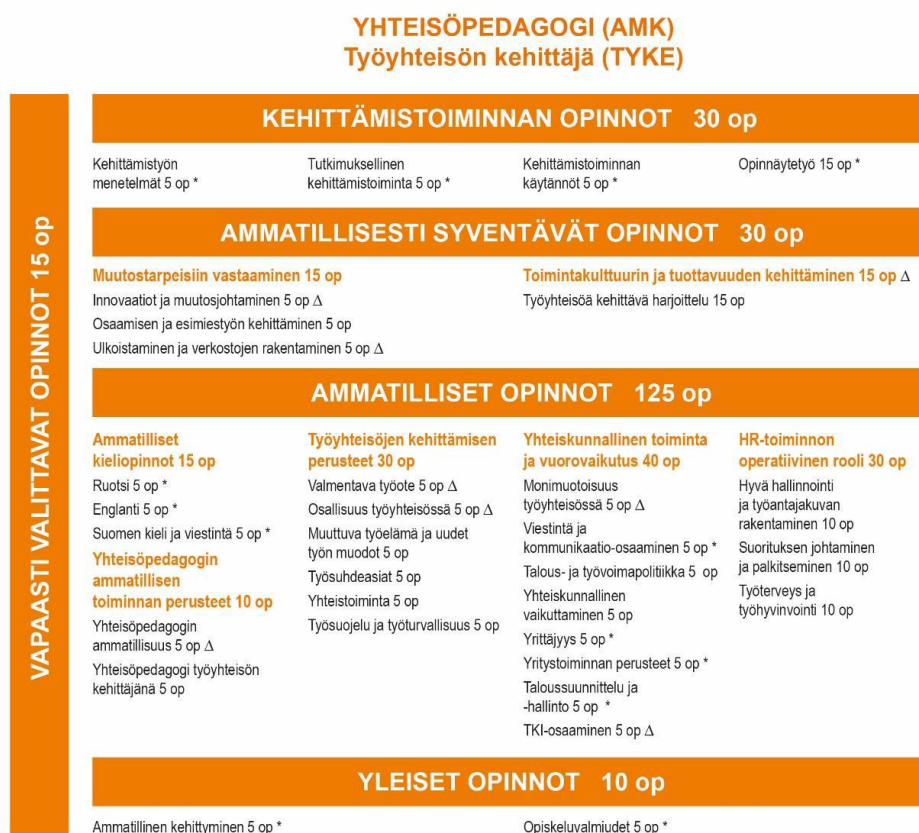 YHTEISÖPEDAGOGI (AMK)
Työyhteisön kehittäjä (TYKE)
VAPAASTI VALITTAVAT OPINNOT 15 op
KEHITTÄMISTOIMINNAN OPINNOT 30 op
Kehittämistyön
menetelmät 5 op *
Tutkimuksellinen
kehittämistoiminta 5 op *
Kehittämistoiminnan
käytännöt 5 op *
Opinnäytetyö 15 op *
AMMATILLISESTI SYVENTÄVÄT OPINNOT 30 op
Muutostarpeisiin vastaaminen 15 op
Innovaatiot ja muutosjohtaminen 5 op Δ
Osaamisen ja esimiestyön kehittäminen 5 op
Ulkoistaminen ja verkostojen rakentaminen 5 op Δ
Toimintakulttuurin ja tuottavuuden kehittäminen 15 op Δ
Työyhteisöä kehittävä harjoittelu 15 op
AMMATILLISET OPINNOT 125 op
Ammatilliset
kieliopinnot 15 op
Ruotsi 5 op *
Englanti 5 op *
Suomen kieli ja viestintä 5 op *
Yhteisöpedagogin
ammatillisen
toiminnan perusteet 10 op
Yhteisöpedagogin
ammatillisuus 5 op Δ
Yhteisöpedagogi työyhteisön
kehittäjänä 5 op
Työyhteisöjen kehittämisen
perusteet 30 op
Valmentava työote 5 op Δ
Osallisuus työyhteisössä 5 op Δ
Muuttuva työelämä ja uudet
työn muodot 5 op
Työsuhdeasiat 5 op
Yhteistoiminta 5 op
Työsuojelu ja työturvallisuus 5 op
Yhteiskunnallinen toiminta
ja vuorovaikutus 40 op
Monimuotoisuus
työyhteisössä 5 op Δ
Viestintä ja
kommunikaatio-osaaminen 5 op *
Talous- ja työvoimapolitiikka 5 op
Yhteiskunnallinen
vaikuttaminen 5 op
Yrittäjyys 5 op *
Yritystoiminnan perusteet 5 op *
Taloussuunnittelu ja
-hallinto 5 op *
TKI-osaaminen 5 op Δ
HR-toiminnon
operatiivinen rooli 30 op
Hyvä hallinnointi
ja työantajakuvan
rakentaminen 10 op
Suorituksen johtaminen
ja palkitseminen 10 op
Työterveys ja
työhyvinvointi 10 op
YLEISET OPINNOT 10 op
Ammatillinen kehittyminen 5 op *
Opiskeluvalmiudet 5 op *